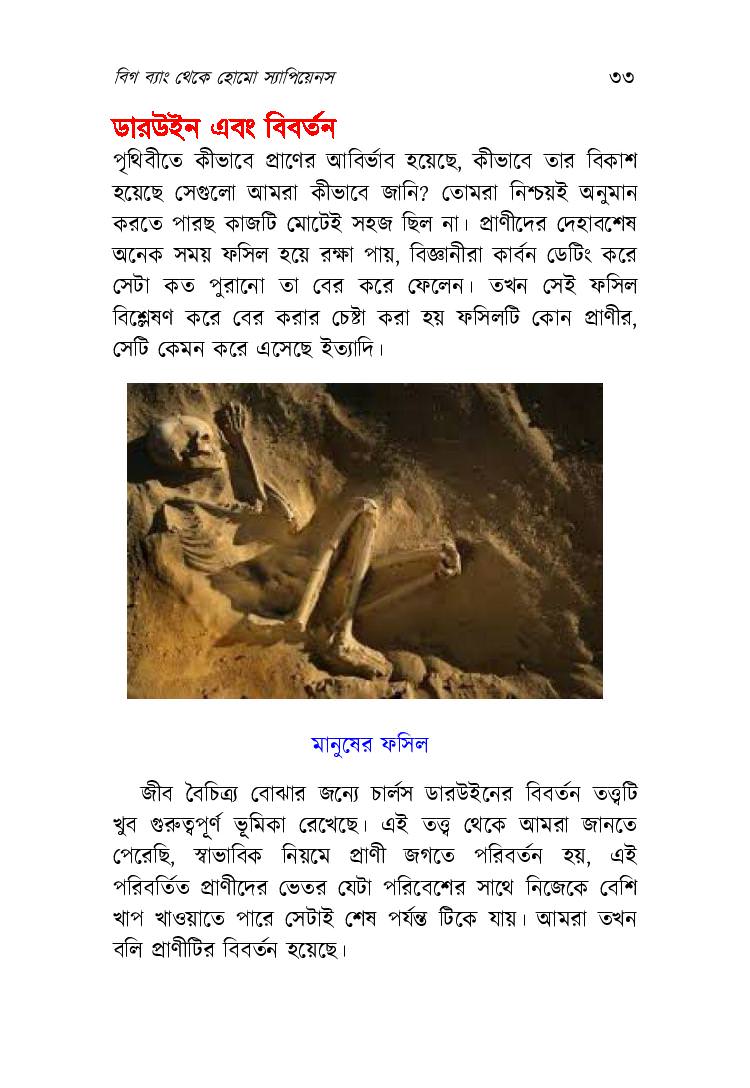 বিগ ব্যাং থেকে হোমো স্যাপিয়েনস ৩৩
ডারউইন এবং বিবর্তন
পৃথিবীতে কীভাবে প্রাণের আবির্ভাব হয়েছে, কীভাবে তার বিকাশ
হয়েছে সেগুলো আমরা কীভাবে জানি? তোমরা নিশ্চয়ই অনুমান
করতে পারছ কাজটি মোটেই সহজ ছিল না। প্রাণীদের দেহাবশেষ
অনেক সময় ফসিল হয়ে রক্ষা পায়, বিজ্ঞানীরা কার্বন ডেটিং করে
সেটা কত পুরানো তা বের করে ফেলেন। তখন সেই ফসিল
বিশ্লেষণ করে বের করার চেষ্টা করা হয় ফসিলটি কোন প্রাণীর,
সেটি কেমন করে এসেছে ইত্যাদি।
মানুষের ফসিল
জীব বৈচিত্র্য বোঝার জন্যে চার্লস ডারউইনের বিবর্তন তত্ত্বটি
খুব গুরুত্বপূর্ণ ভূমিকা রেখেছে। এই তত্ত্ব থেকে আমরা জানতে
পেরেছি, স্বাভাবিক নিয়মে প্রাণী জগতে পরিবর্তন হয়, এই
পরিবর্তিত প্রাণীদের ভেতর যেটা পরিবেশের সাথে নিজেকে বেশি
খাপ খাওয়াতে পারে সেটাই শেষ পর্যন্ত টিকে যায়। আমরা তখন
বলি প্রাণীটির বিবর্তন হয়েছে।